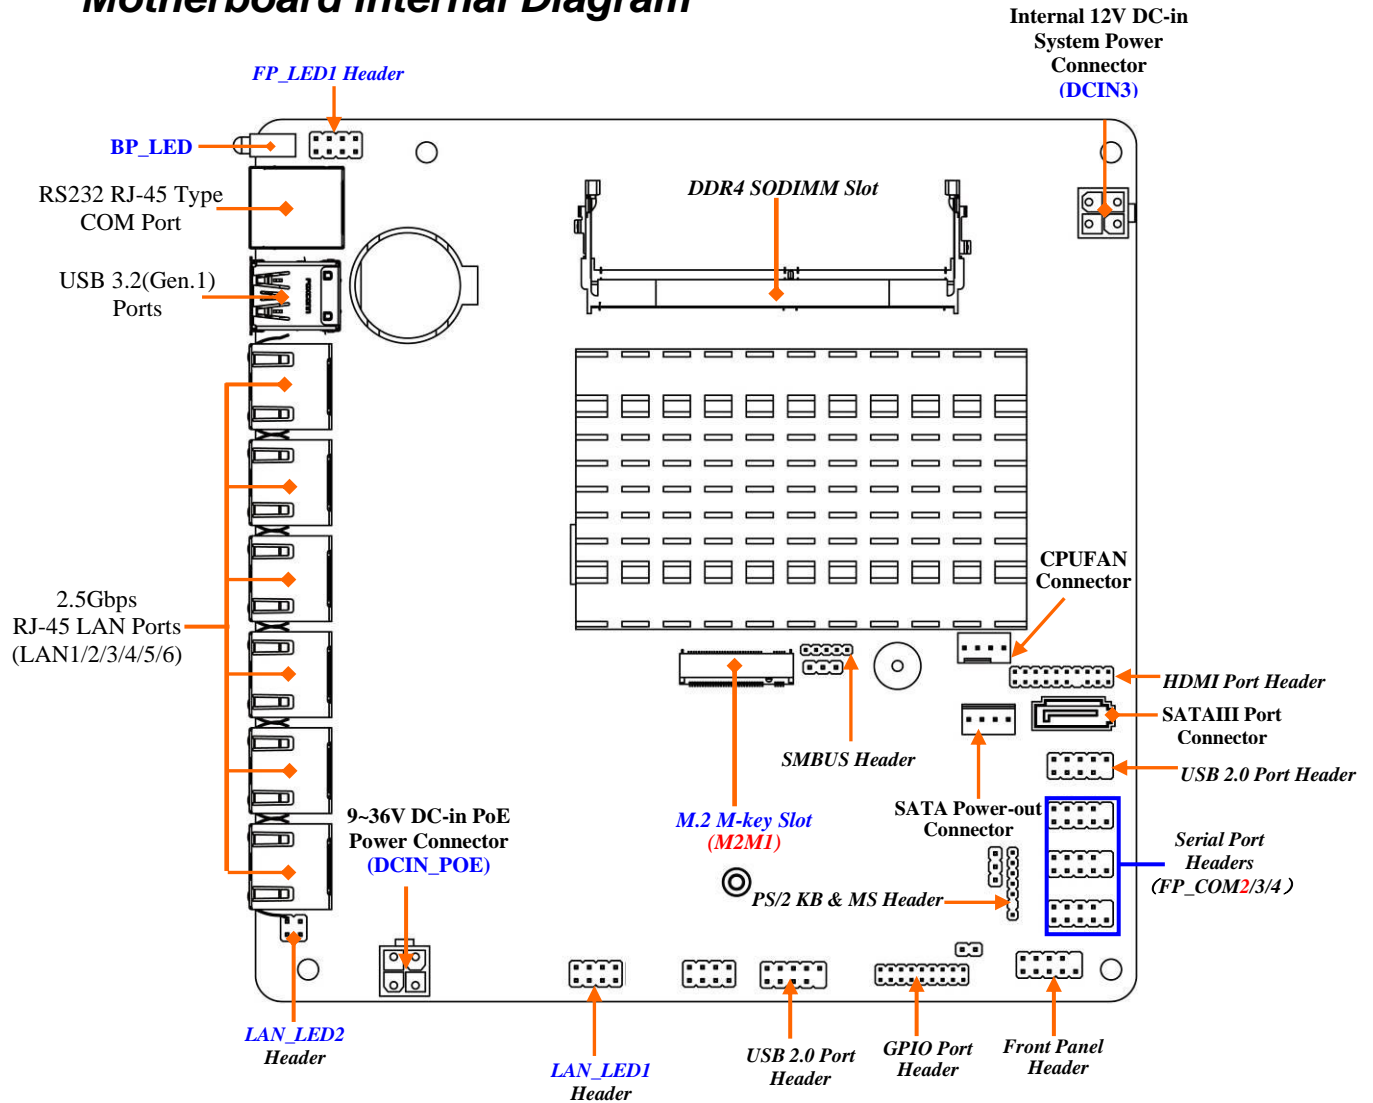 Motherboard Internal Diagram
Internal 12V DC-in
System Power
Connector
(DCIN3)
FP_LED1 Header
BP_LED
RS232 RJ-45 Type
COM Port
DDR4 SODIMM Slot
USB 3.2(Gen.1)
Ports
FOXCONN
CPUFAN
Connector
2.5Gbps
RJ-45 LAN Ports
(LAN1/2/3/4/5/6)
HDMI Port Header
SATAIII Port
Connector
SMBUS Header
USB 2.0 Port Header
9~36V DC-in PoE
Power Connector
(DCIN_POE)
M.2 M-key Slot
(M2M1)
SATA Power-out
Connector
Serial Port
Headers
(FP_COM2/3/4)
PS/2 KB & MS Header
LAN_LED2
Header
LAN_LED1
Header
USB 2.0 Port
Header
GPIO Port
Header
Front Panel
Header